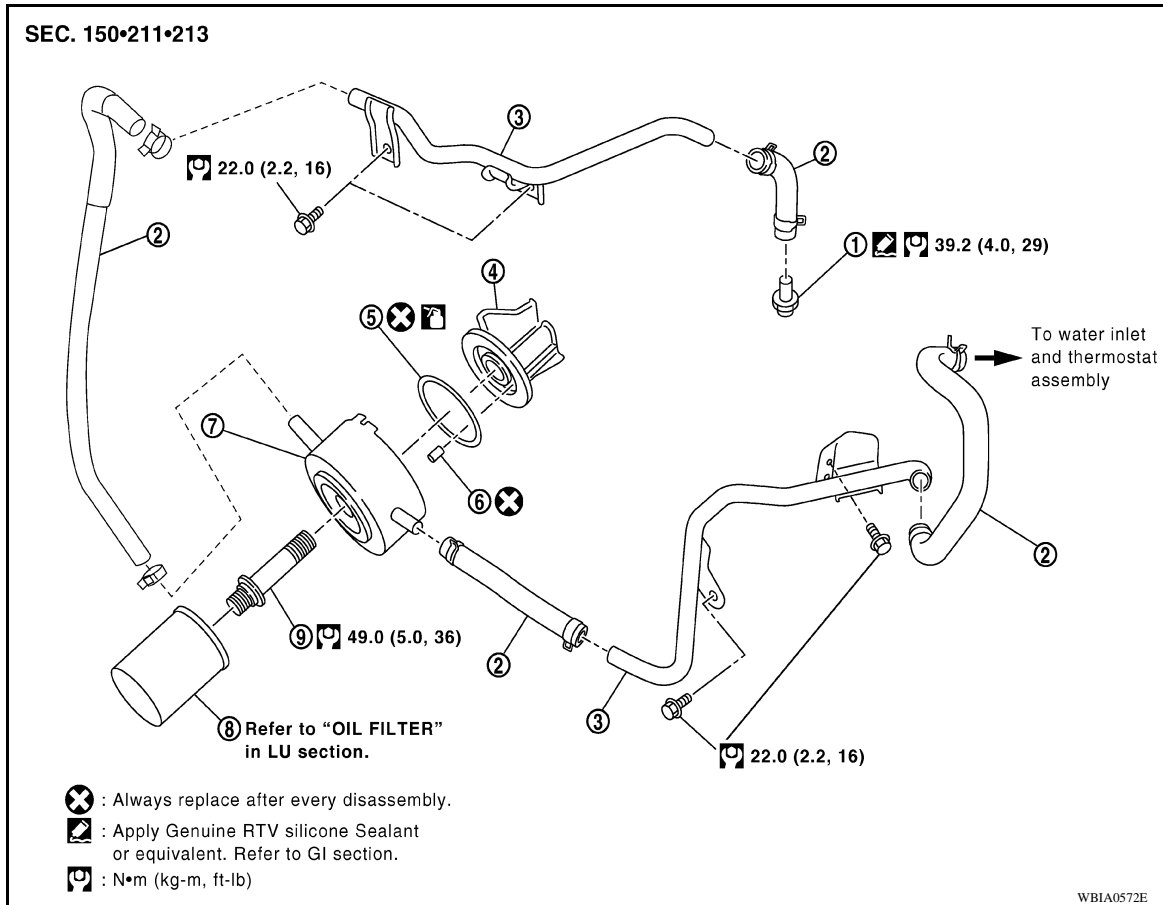 SEC. 150•211•213
3
2
22.0 (2.2, 16)
2
1 39.2 (4.0, 29)
4
5
To water inlet
and thermostat
assembly
7
6
2
9 49.0 (5.0, 36)
2
3
8 Refer to “OIL FILTER”
in LU section.
22.0 (2.2, 16)
: Always replace after every disassembly.
: Apply Genuine RTV silicone Sealant
or equivalent. Refer to GI section.
: N•m (kg-m, ft-lb)
WBIA0572E